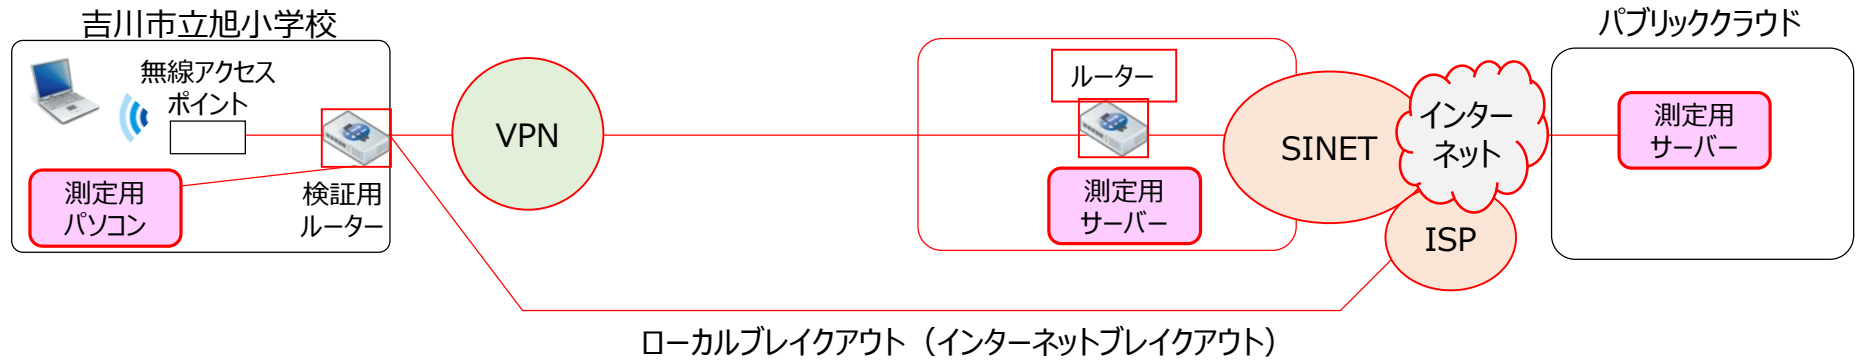 吉川市立旭小学校
無線アクセス
ポイント
測定用
パソコン
検証用
ルーター
VPN
ルーター
測定用
サーバー
SINET
インター
ネット
ISP
パブリッククラウド
測定用
サーバー
ローカルブレイクアウト（インターネットブレイクアウト）